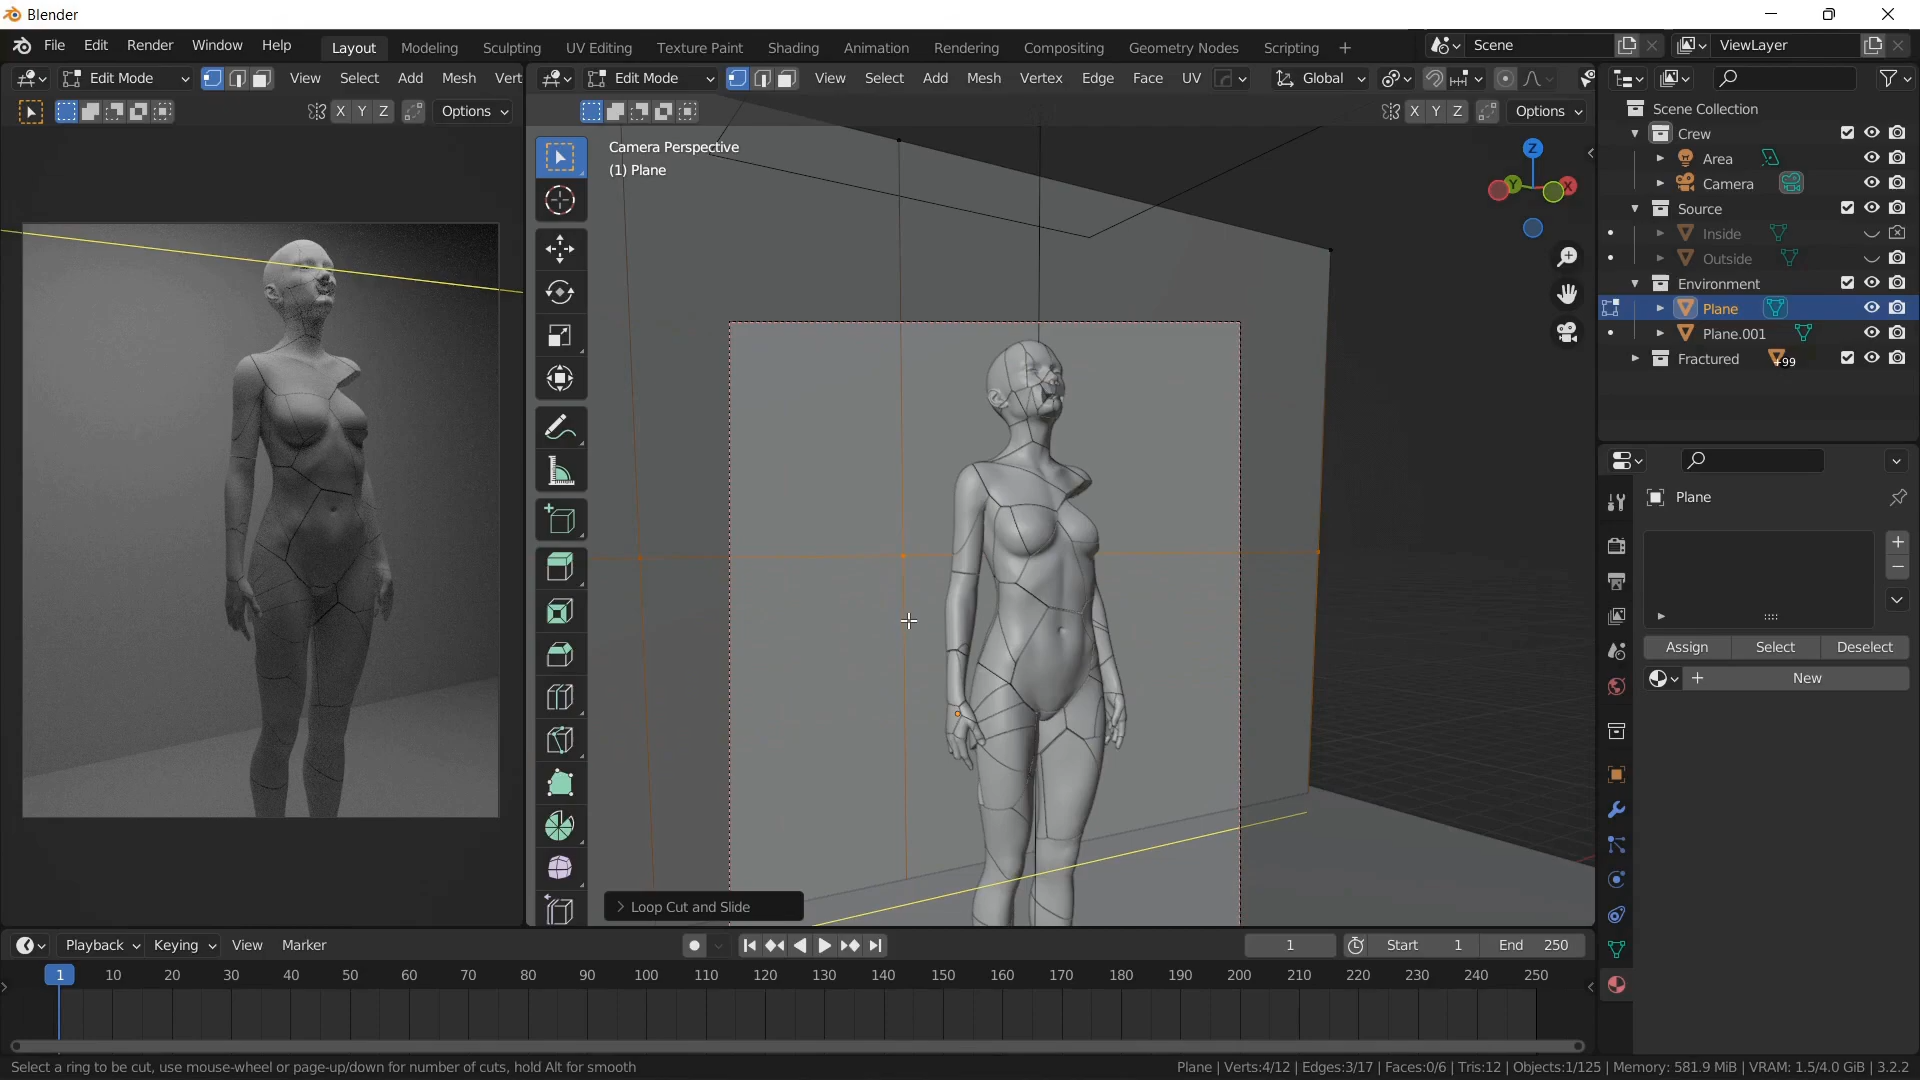 Blender
File Edit Render Window Help Layout Modeling Sculpting UV Editing Texture Paint Shading Animation Rendering Compositing Geometry Nodes Scripting + Scene ViewLayer
Edit Mode View Select Add Mesh Vert Edit Mode View Select Add Mesh Vertex Edge Face UV Global
X Y Z Options X Y Z Options
Camera Perspective
(1) Plane
Z Y X
Scene Collection
Crew
Area
Camera
Source
Inside
Outside
Environment
Plane
Plane.001
Fractured +99
Plane
Assign Select Deselect
+ New
Loop Cut and Slide
Playback Keying View Marker 1 Start 1 End 250
1 10 20 30 40 50 60 70 80 90 100 110 120 130 140 150 160 170 180 190 200 210 220 230 240 250
Select a ring to be cut, use mouse-wheel or page-up/down for number of cuts, hold Alt for smooth Plane | Verts:4/12 | Edges:3/17 | Faces:0/6 | Tris:12 | Objects:1/125 | Memory: 581.9 MiB | VRAM: 1.5/4.0 GiB | 3.2.2